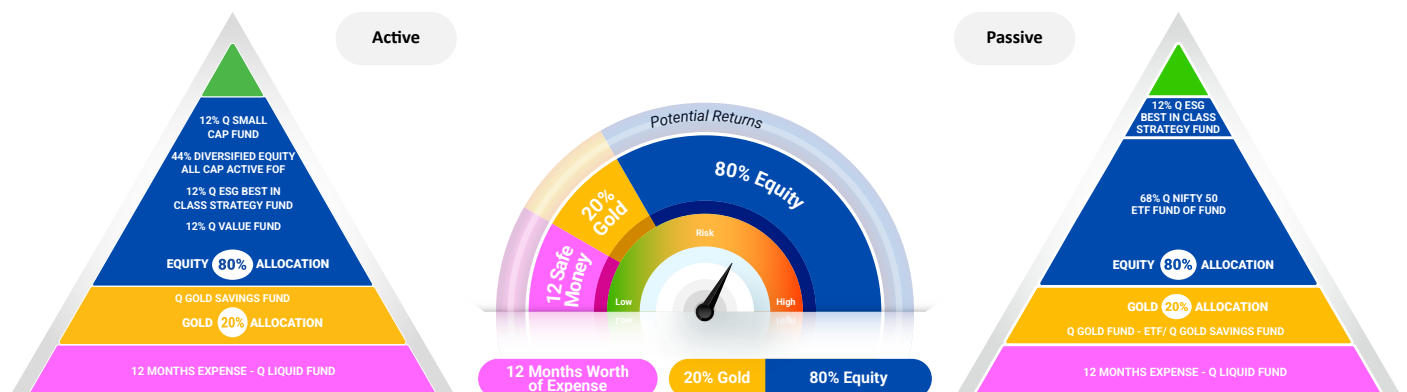 Active
12% Q SMALL
CAP FUND
44% DIVERSIFIED EQUITY
ALL CAP ACTIVE FOF
12% Q ESG BEST IN
CLASS STRATEGY FUND
12% Q VALUE FUND
EQUITY 80% ALLOCATION
Q GOLD SAVINGS FUND
GOLD 20% ALLOCATION
12 MONTHS EXPENSE - Q LIQUID FUND
Potential Returns
80% Equity
20%
Gold
12 Safe
Money
Risk
Low
High
12 Months Worth
of Expense
20% Gold
80% Equity
Passive
12% Q ESG
BEST IN CLASS
STRATEGY FUND
68% Q NIFTY 50
ETF FUND OF FUND
EQUITY 80% ALLOCATION
GOLD 20% ALLOCATION
Q GOLD FUND - ETF/ Q GOLD SAVINGS FUND
12 MONTHS EXPENSE - Q LIQUID FUND